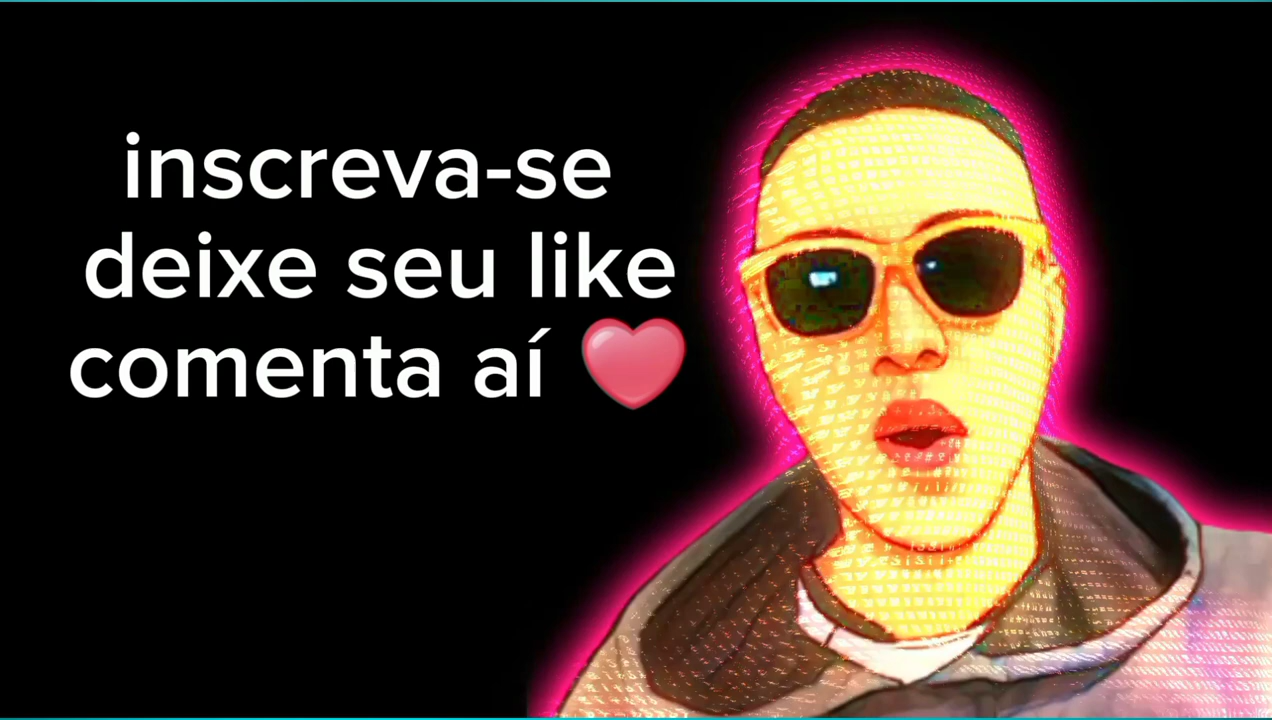 inscreva-se
deixe seu like
comenta aí ❤️